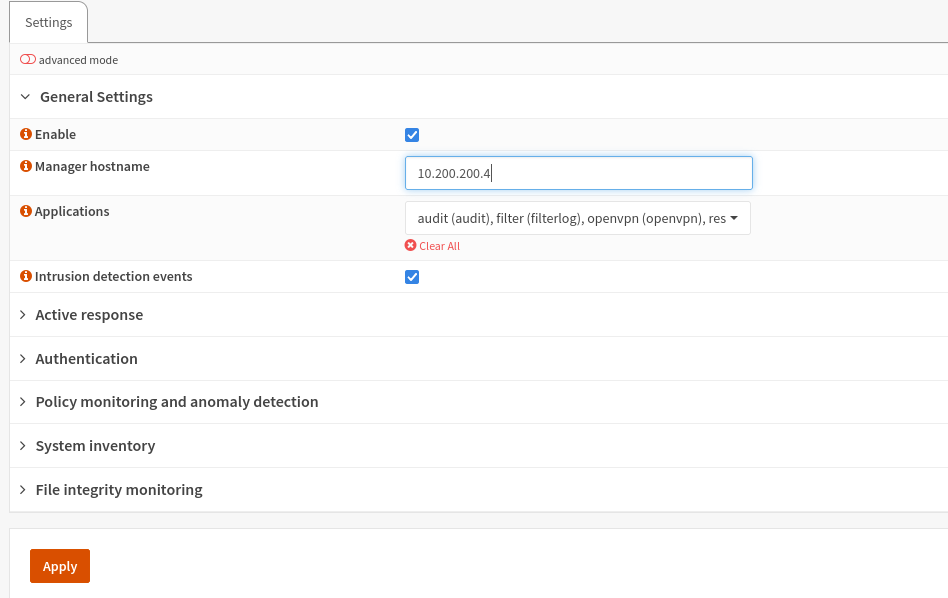 Settings
advanced mode
General Settings
Enable
Manager hostname
10.200.200.4
Applications
audit (audit), filter (filterlog), openvpn (openvpn), res
Clear All
Intrusion detection events
Active response
Authentication
Policy monitoring and anomaly detection
System inventory
File integrity monitoring
Apply